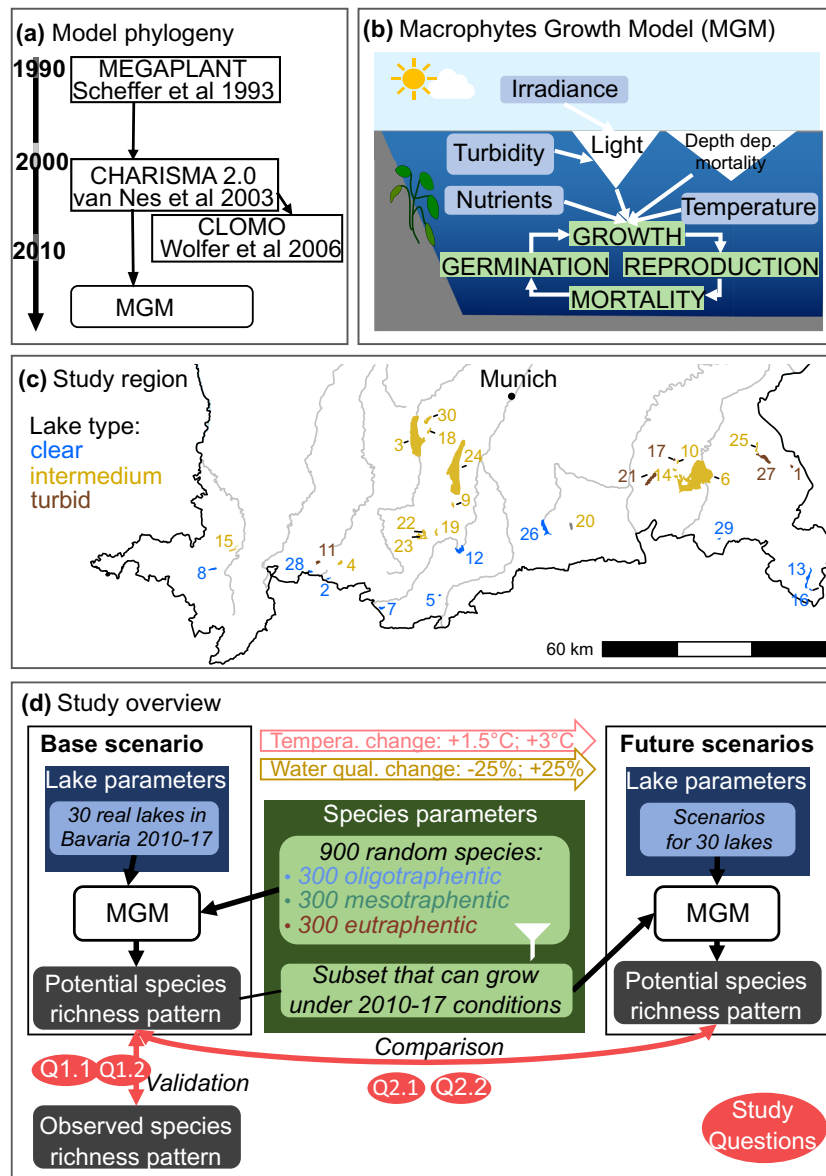 (a) Model phylogeny
1990
MEGAPLANT
Scheffer et al 1993
2000
CHARISMA 2.0
van Nes et al 2003
CLOMO
Wolfer et al 2006
2010
MGM
(b) Macrophytes Growth Model (MGM)
Irradiance
Turbidity
Light
Depth dep.
mortality
Nutrients
Temperature
GROWTH
GERMINATION
REPRODUCTION
MORTALITY
(c) Study region
Munich
Lake type:
clear
intermedium
turbid
30
3
18
24
9
22
19
23
12
15
8
11
28
4
2
7
5
26
20
17
10
25
21
14
6
27
1
29
13
16
60 km
(d) Study overview
Base scenario
Tempera. change: +1.5°C; +3°C
Water qual. change: -25%; +25%
Future scenarios
Lake parameters
30 real lakes in
Bavaria 2010-17
MGM
Potential species
richness pattern
Species parameters
900 random species:
• 300 oligotraphentic
• 300 mesotraphentic
• 300 eutraphentic
Subset that can grow
under 2010-17 conditions
Lake parameters
Scenarios
for 30 lakes
MGM
Potential species
richness pattern
Comparison
Q1.1 Q1.2
Validation
Q2.1 Q2.2
Observed species
richness pattern
Study
Questions